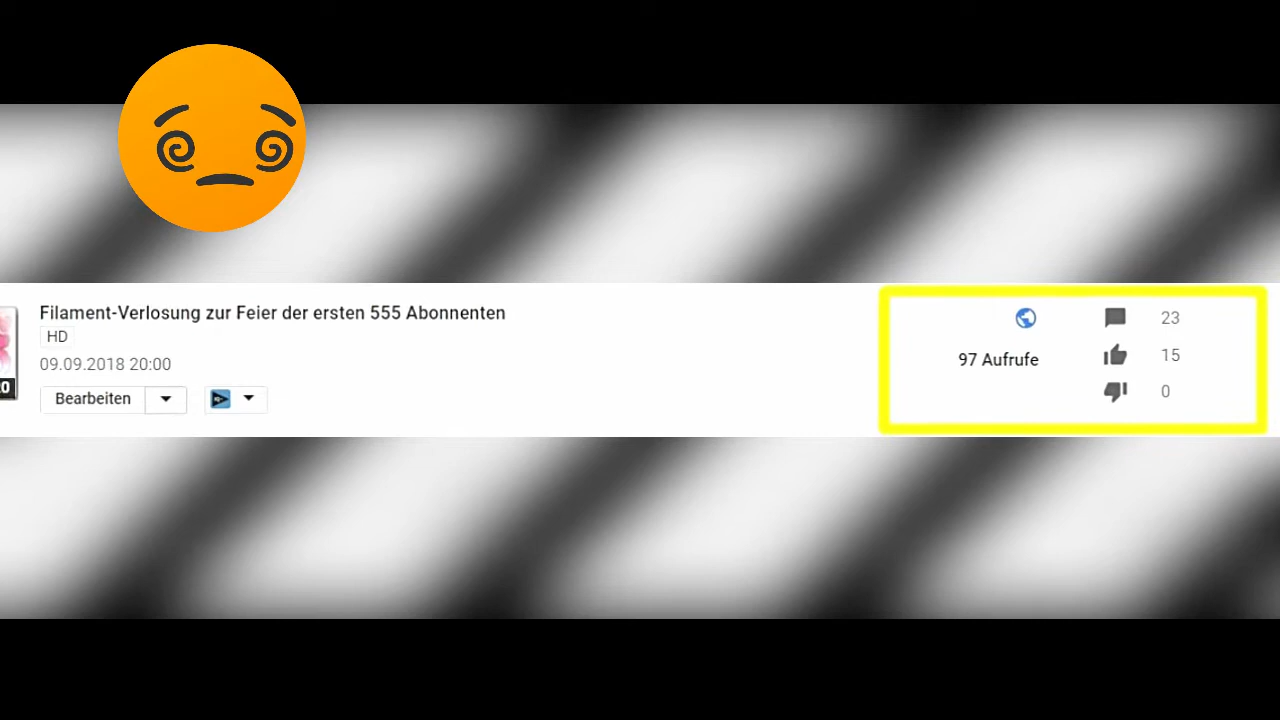 Filament-Verlosung zur Feier der ersten 555 Abonnenten
HD
09.09.2018 20:00
Bearbeiten
97 Aufrufe
23
15
0